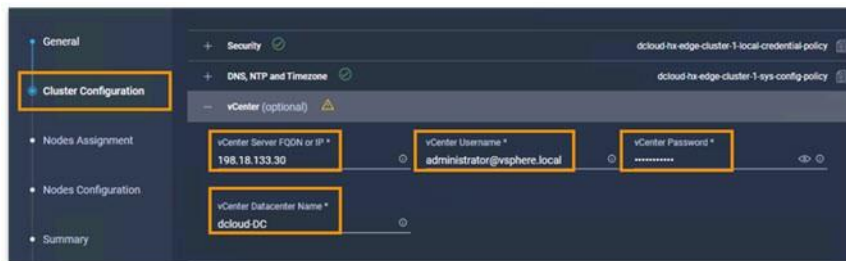 General
+ Security
dcloud-hx-edge-cluster-1-local-credential-policy
+ DNS, NTP and Timezone
dcloud-hx-edge-cluster-1-sys-config-policy
Cluster Configuration
− vCenter (optional)
Nodes Assignment
vCenter Server FQDN or IP *
vCenter Username *
vCenter Password *
198.18.133.30
administrator@vsphere.local
•••••••••••
Nodes Configuration
vCenter Datacenter Name *
dcloud-DC
Summary